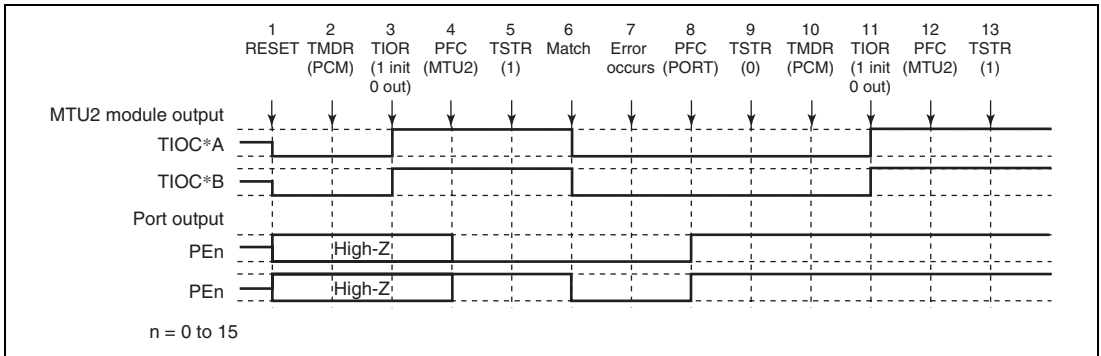 1 2 3 4 5 6 7 8 9 10 11 12 13
RESET TMDR TIOR PFC TSTR Match Error PFC TSTR TMDR TIOR PFC TSTR
(PCM) (1 init (MTU2) (1) occurs (PORT) (0) (PCM) (1 init (MTU2) (1)
0 out) 0 out)
MTU2 module output
TIOC*A
TIOC*B
Port output
PEn High-Z
PEn High-Z
n = 0 to 15